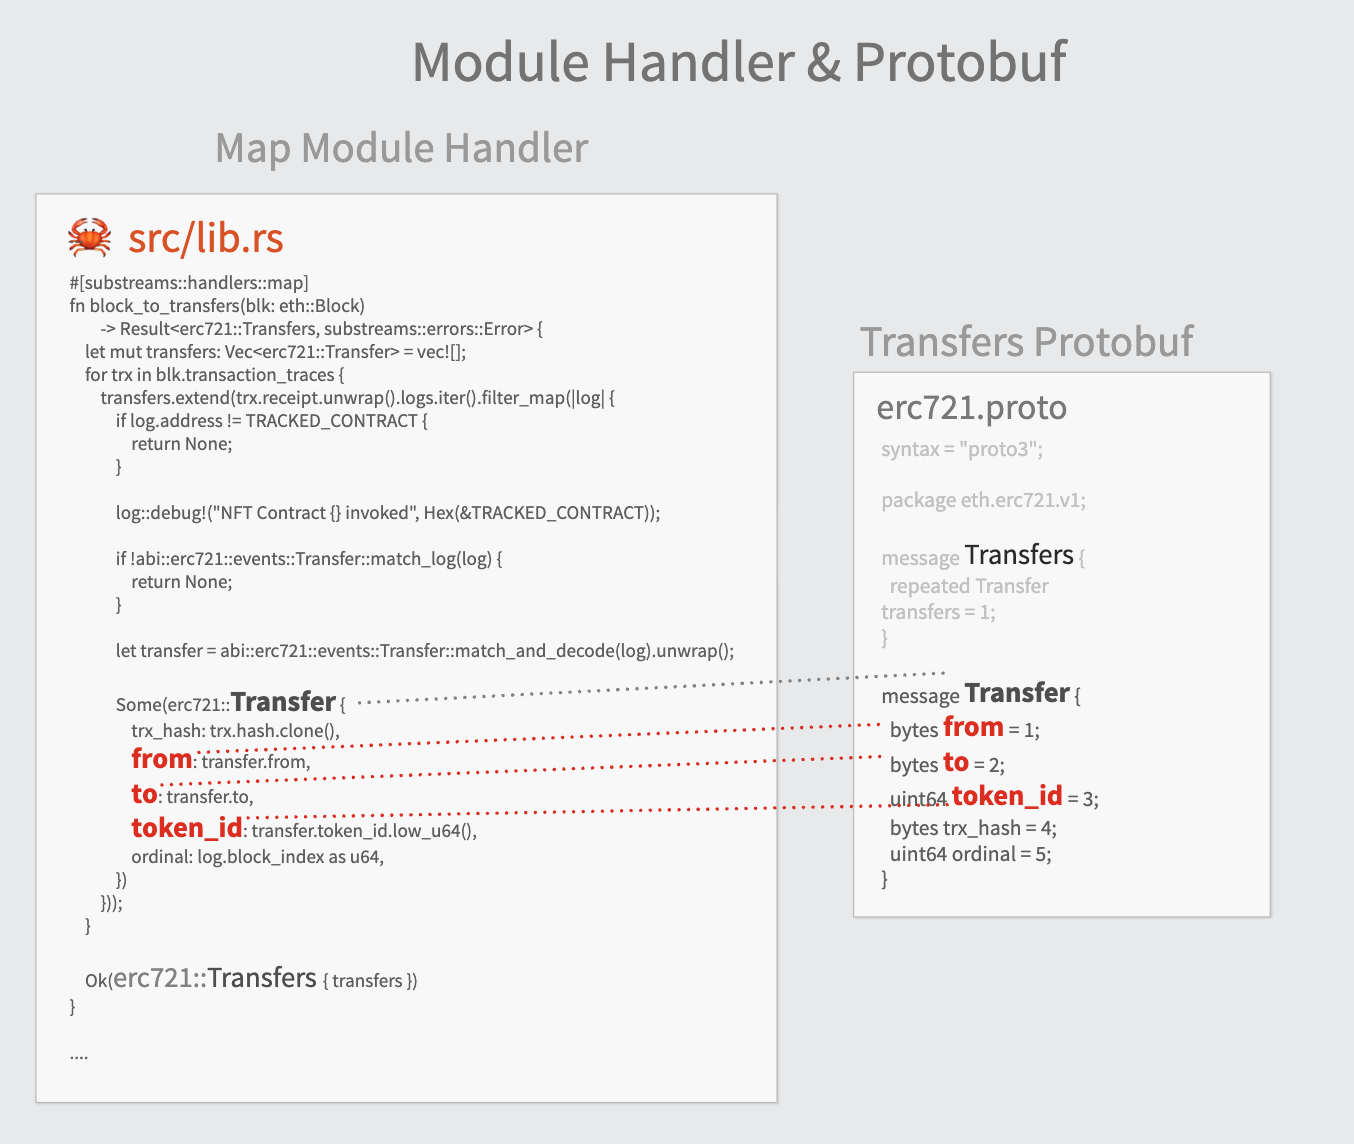 Module Handler & Protobuf
Map Module Handler
src/lib.rs
#[substreams::handlers::map]
fn block_to_transfers(blk: eth::Block)
-> Result<erc721::Transfers, substreams::errors::Error> {
let mut transfers: Vec<erc721::Transfer> = vec![];
for trx in blk.transaction_traces {
transfers.extend(trx.receipt.unwrap().logs.iter().filter_map(|log| {
if log.address != TRACKED_CONTRACT {
return None;
}
log::debug!("NFT Contract {} invoked", Hex(&TRACKED_CONTRACT));
if !abi::erc721::events::Transfer::match_log(log) {
return None;
}
let transfer = abi::erc721::events::Transfer::match_and_decode(log).unwrap();
Some(erc721::Transfer {
trx_hash: trx.hash.clone(),
from: transfer.from,
to: transfer.to,
token_id: transfer.token_id.low_u64(),
ordinal: log.block_index as u64,
})
}));
}
Ok(erc721::Transfers { transfers })
}
....
Transfers Protobuf
erc721.proto
syntax = "proto3";
package eth.erc721.v1;
message Transfers {
repeated Transfer
transfers = 1;
}
message Transfer {
bytes from = 1;
bytes to = 2;
uint64 token_id = 3;
bytes trx_hash = 4;
uint64 ordinal = 5;
}